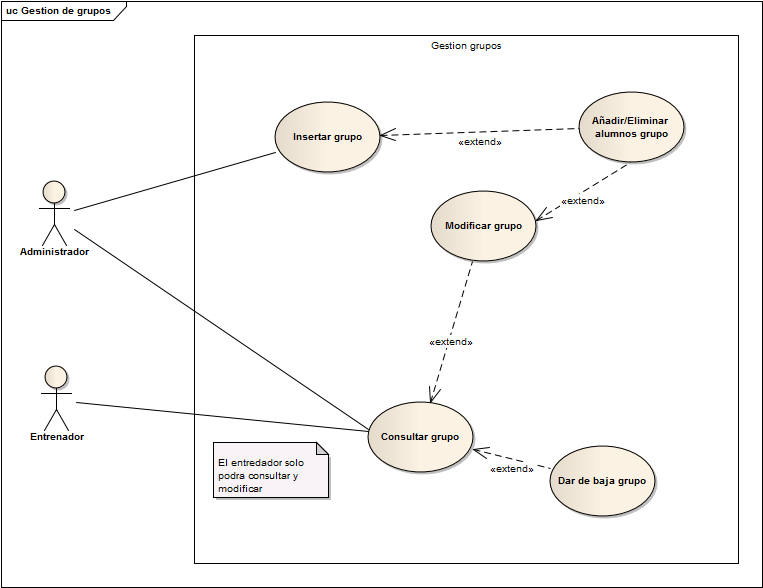 uc Gestion de grupos
Gestion grupos
Insertar grupo
Añadir/Eliminar
alumnos grupo
«extend»
«extend»
Modificar grupo
Administrador
«extend»
Entrenador
Consultar grupo
El entredador solo
podra consultar y
modificar
«extend»
Dar de baja grupo